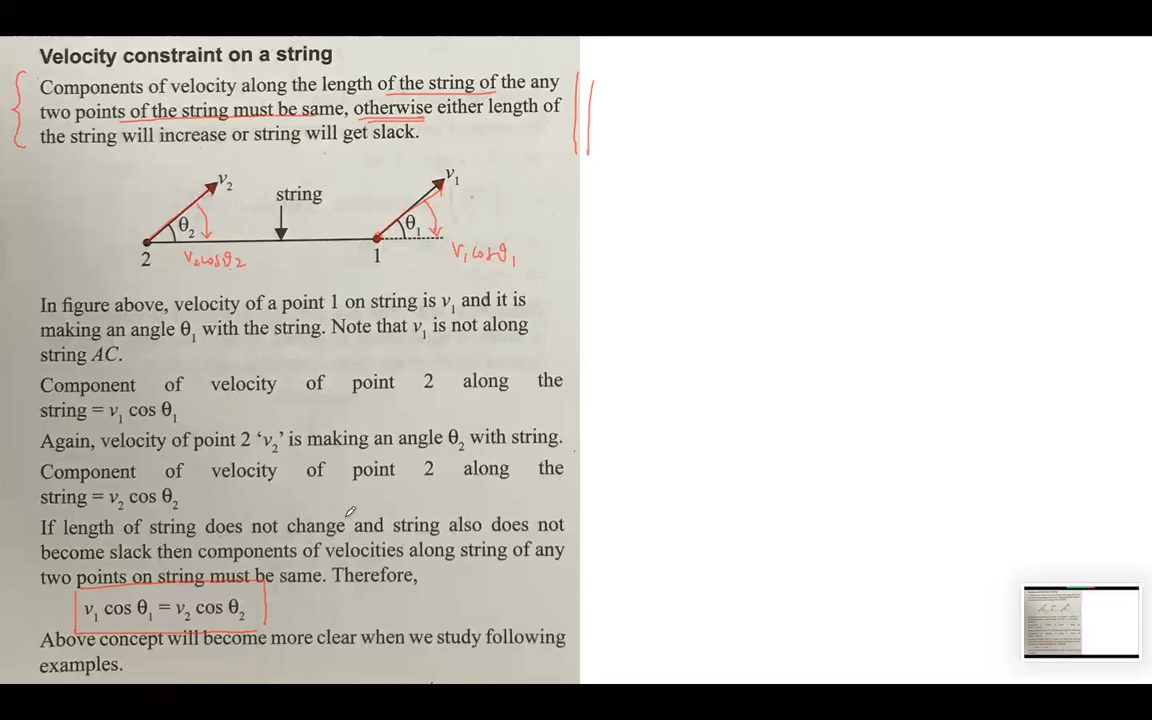 Velocity constraint on a string
Components of velocity along the length of the string of the any
two points of the string must be same, otherwise either length of
the string will increase or string will get slack.
v₂
v₁
string
θ₂
θ₁
2
v₂cosθ₂
1
v₁cosθ₁
In figure above, velocity of a point 1 on string is v₁ and it is
making an angle θ₁ with the string. Note that v₁ is not along
string AC.
Component of velocity of point 2 along the
string = v₁ cos θ₁
Again, velocity of point 2 ‘v₂’ is making an angle θ₂ with string.
Component of velocity of point 2 along the
string = v₂ cos θ₂
If length of string does not change and string also does not
become slack then components of velocities along string of any
two points on string must be same. Therefore,
v₁ cos θ₁ = v₂ cos θ₂
Above concept will become more clear when we study following
examples.